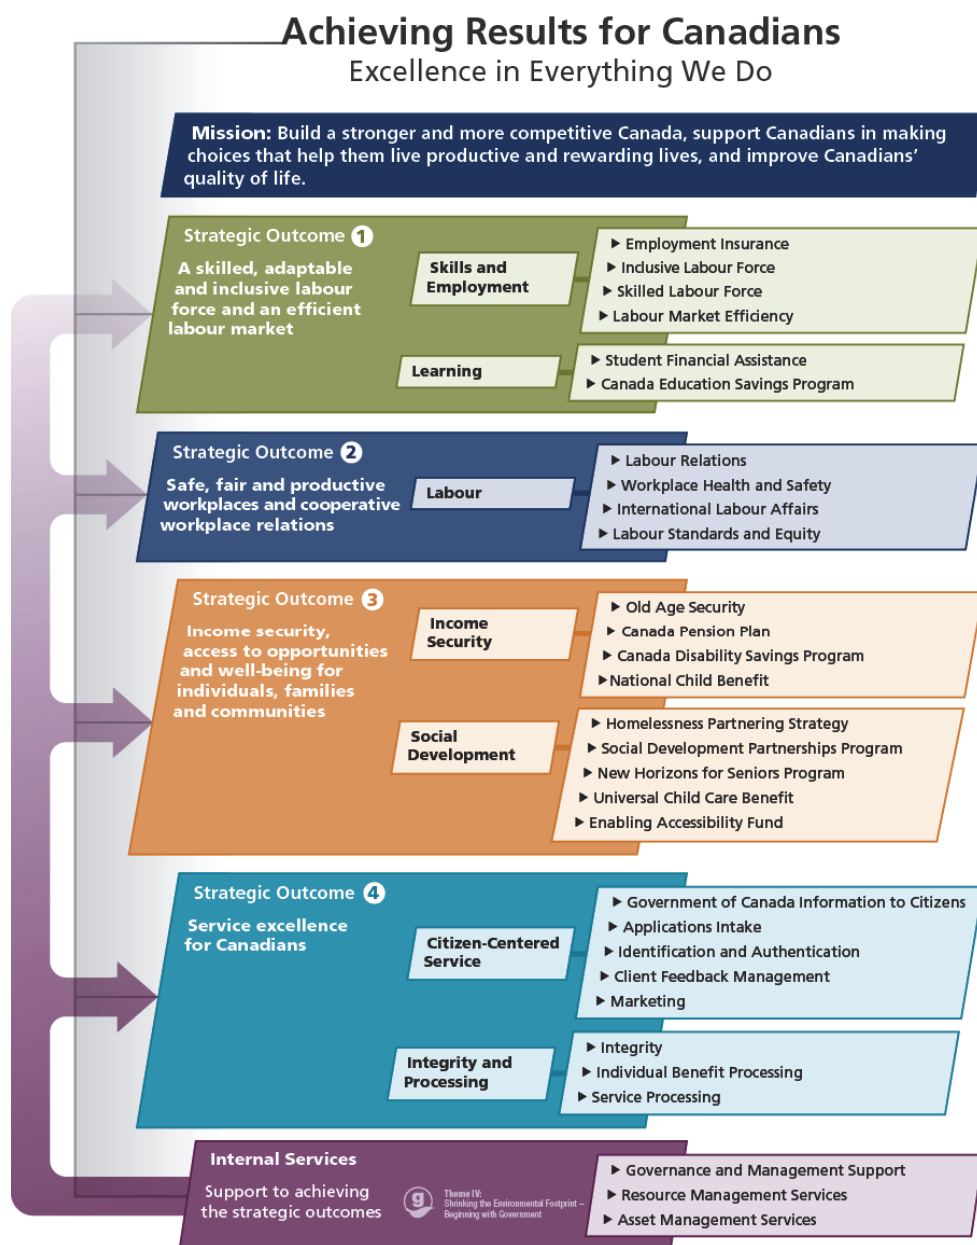 Achieving Results for Canadians
Excellence in Everything We Do
Mission: Build a stronger and more competitive Canada, support Canadians in making
choices that help them live productive and rewarding lives, and improve Canadians’
quality of life.
Strategic Outcome 1
A skilled, adaptable
and inclusive labour
force and an efficient
labour market
Skills and
Employment
Employment Insurance
Inclusive Labour Force
Skilled Labour Force
Labour Market Efficiency
Learning
Student Financial Assistance
Canada Education Savings Program
Strategic Outcome 2
Safe, fair and productive
workplaces and cooperative
workplace relations
Labour
Labour Relations
Workplace Health and Safety
International Labour Affairs
Labour Standards and Equity
Strategic Outcome 3
Income security,
access to opportunities
and well-being for
individuals, families
and communities
Income
Security
Old Age Security
Canada Pension Plan
Canada Disability Savings Program
National Child Benefit
Social
Development
Homelessness Partnering Strategy
Social Development Partnerships Program
New Horizons for Seniors Program
Universal Child Care Benefit
Enabling Accessibility Fund
Strategic Outcome 4
Service excellence
for Canadians
Citizen-Centered
Service
Government of Canada Information to Citizens
Applications Intake
Identification and Authentication
Client Feedback Management
Marketing
Integrity and
Processing
Integrity
Individual Benefit Processing
Service Processing
Internal Services
Support to achieving
the strategic outcomes
g
Theme IV:
Shrinking the Environmental Footprint –
Beginning with Government
Governance and Management Support
Resource Management Services
Asset Management Services